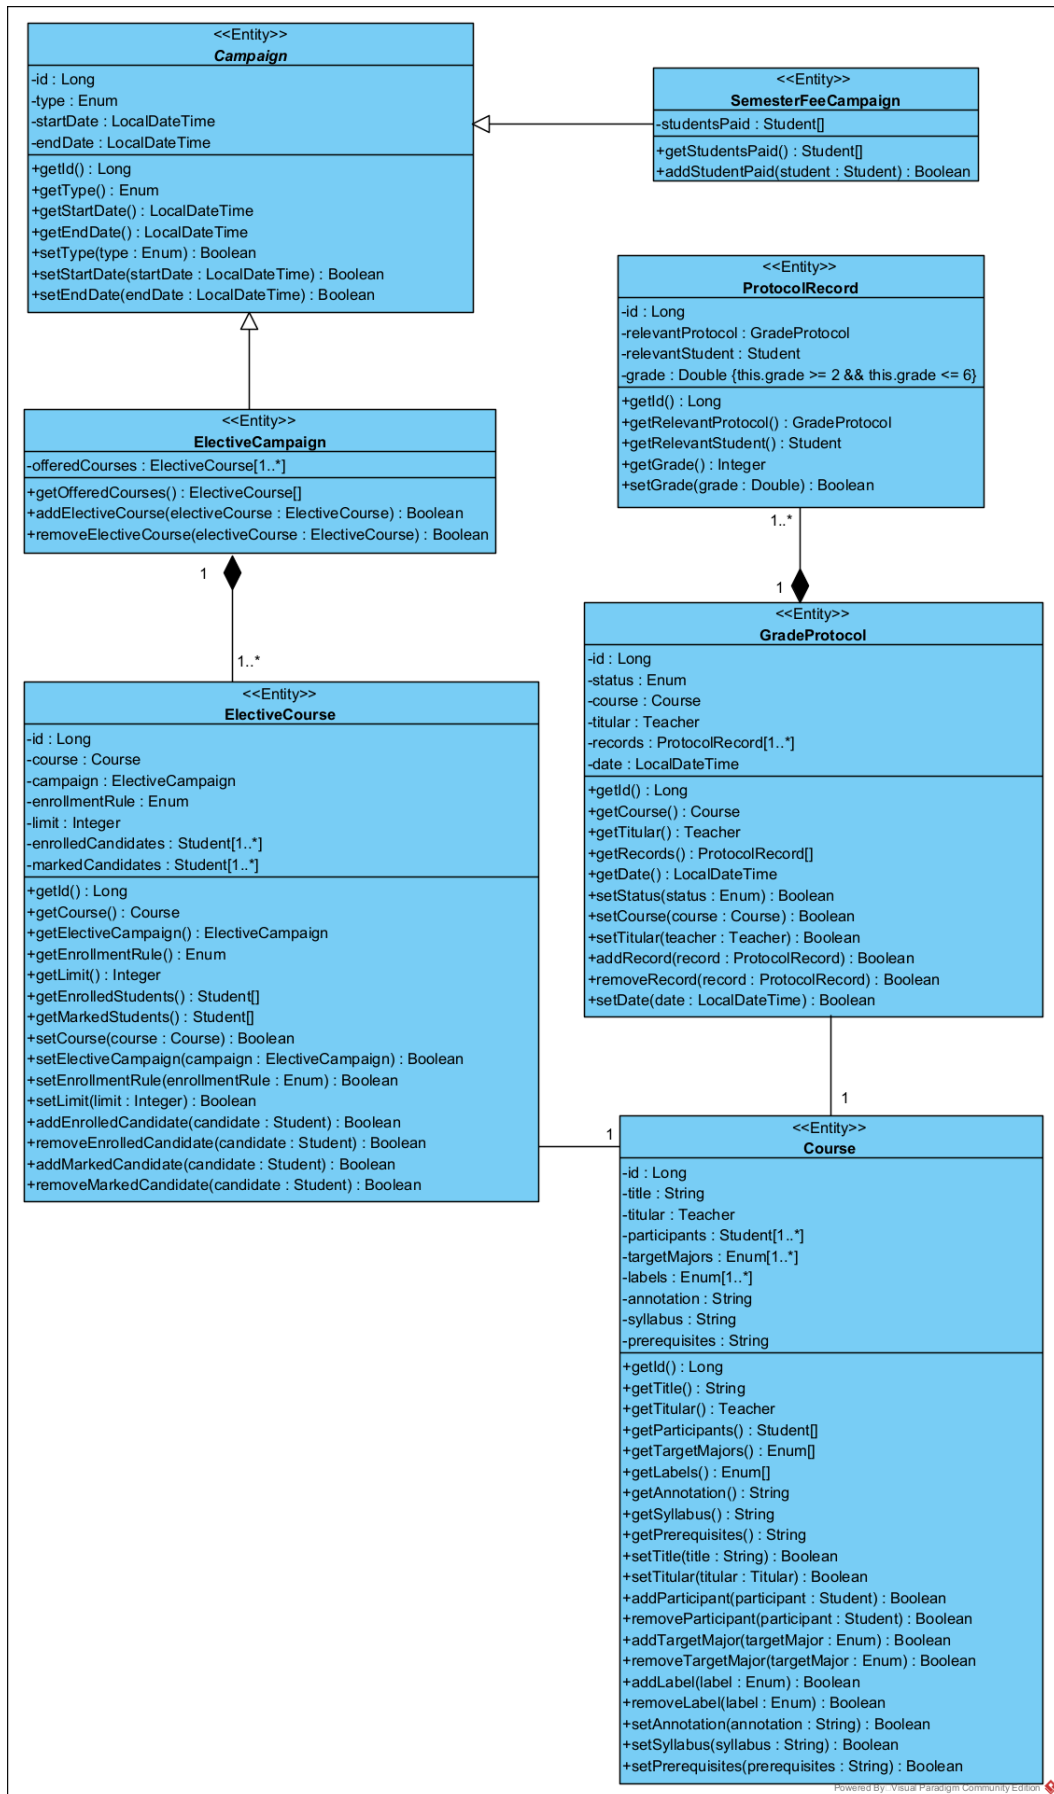 <<Entity>>
Campaign
-id : Long
-type : Enum
-startDate : LocalDateTime
-endDate : LocalDateTime
+getId() : Long
+getType() : Enum
+getStartDate() : LocalDateTime
+getEndDate() : LocalDateTime
+setType(type : Enum) : Boolean
+setStartDate(startDate : LocalDateTime) : Boolean
+setEndDate(endDate : LocalDateTime) : Boolean
<<Entity>>
SemesterFeeCampaign
-studentsPaid : Student[]
+getStudentsPaid() : Student[]
+addStudentPaid(student : Student) : Boolean
<<Entity>>
ProtocolRecord
-id : Long
-relevantProtocol : GradeProtocol
-relevantStudent : Student
-grade : Double {this.grade >= 2 && this.grade <= 6}
+getId() : Long
+getRelevantProtocol() : GradeProtocol
+getRelevantStudent() : Student
+getGrade() : Integer
+setGrade(grade : Double) : Boolean
<<Entity>>
ElectiveCampaign
-offeredCourses : ElectiveCourse[1..*]
+getOfferedCourses() : ElectiveCourse[]
+addElectiveCourse(electiveCourse : ElectiveCourse) : Boolean
+removeElectiveCourse(electiveCourse : ElectiveCourse) : Boolean
1
1..*
1..*
1
<<Entity>>
GradeProtocol
-id : Long
-status : Enum
-course : Course
-titular : Teacher
-records : ProtocolRecord[1..*]
-date : LocalDateTime
+getId() : Long
+getCourse() : Course
+getTitular() : Teacher
+getRecords() : ProtocolRecord[]
+getDate() : LocalDateTime
+setStatus(status : Enum) : Boolean
+setCourse(course : Course) : Boolean
+setTitular(teacher : Teacher) : Boolean
+addRecord(record : ProtocolRecord) : Boolean
+removeRecord(record : ProtocolRecord) : Boolean
+setDate(date : LocalDateTime) : Boolean
<<Entity>>
ElectiveCourse
-id : Long
-course : Course
-campaign : ElectiveCampaign
-enrollmentRule : Enum
-limit : Integer
-enrolledCandidates : Student[1..*]
-markedCandidates : Student[1..*]
+getId() : Long
+getCourse() : Course
+getElectiveCampaign() : ElectiveCampaign
+getEnrollmentRule() : Enum
+getLimit() : Integer
+getEnrolledStudents() : Student[]
+getMarkedStudents() : Student[]
+setCourse(course : Course) : Boolean
+setElectiveCampaign(campaign : ElectiveCampaign) : Boolean
+setEnrollmentRule(enrollmentRule : Enum) : Boolean
+setLimit(limit : Integer) : Boolean
+addEnrolledCandidate(candidate : Student) : Boolean
+removeEnrolledCandidate(candidate : Student) : Boolean
+addMarkedCandidate(candidate : Student) : Boolean
+removeMarkedCandidate(candidate : Student) : Boolean
1
1
<<Entity>>
Course
-id : Long
-title : String
-titular : Teacher
-participants : Student[1..*]
-targetMajors : Enum[1..*]
-labels : Enum[1..*]
-annotation : String
-syllabus : String
-prerequisites : String
+getId() : Long
+getTitle() : String
+getTitular() : Teacher
+getParticipants() : Student[]
+getTargetMajors() : Enum[]
+getLabels() : Enum[]
+getAnnotation() : String
+getSyllabus() : String
+getPrerequisites() : String
+setTitle(title : String) : Boolean
+setTitular(titular : Titular) : Boolean
+addParticipant(participant : Student) : Boolean
+removeParticipant(participant : Student) : Boolean
+addTargetMajor(targetMajor : Enum) : Boolean
+removeTargetMajor(targetMajor : Enum) : Boolean
+addLabel(label : Enum) : Boolean
+removeLabel(label : Enum) : Boolean
+setAnnotation(annotation : String) : Boolean
+setSyllabus(syllabus : String) : Boolean
+setPrerequisites(prerequisites : String) : Boolean
Powered By Visual Paradigm Community Edition